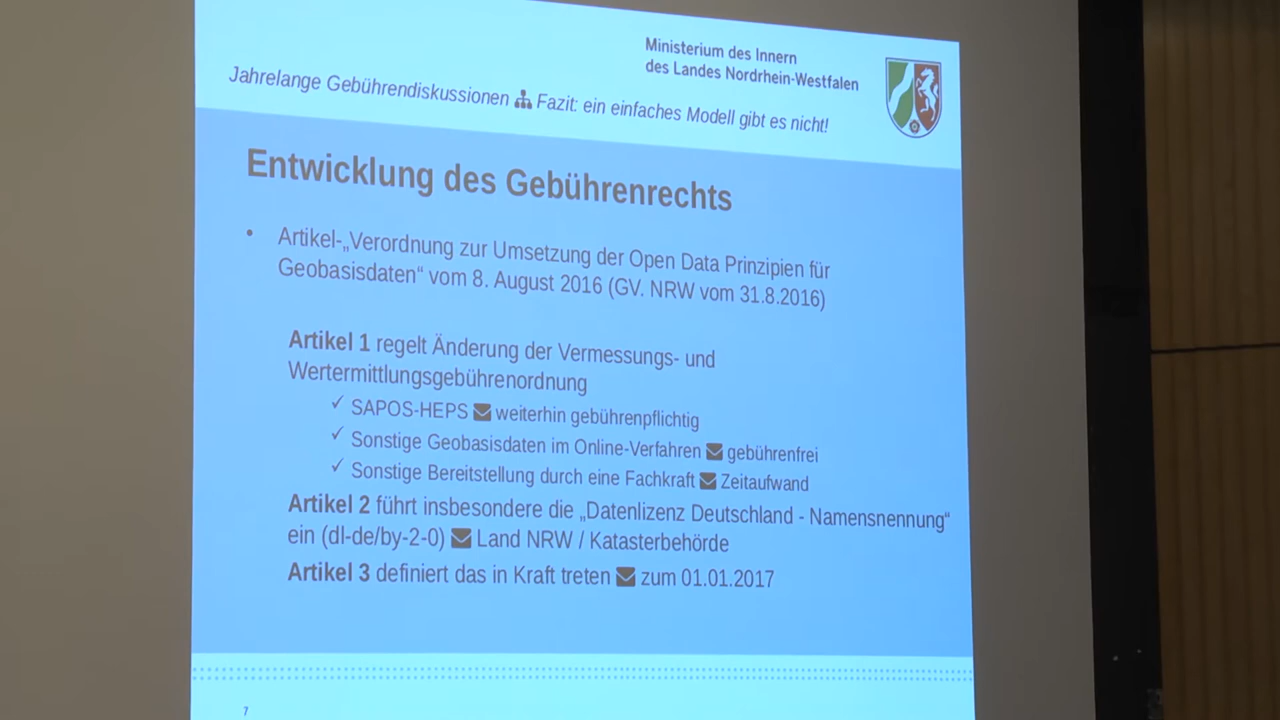 Ministerium des Innern
des Landes Nordrhein-Westfalen
Jahrelange Gebührendiskussionen Fazit: ein einfaches Modell gibt es nicht!
Entwicklung des Gebührenrechts
• Artikel-„Verordnung zur Umsetzung der Open Data Prinzipien für
Geobasisdaten“ vom 8. August 2016 (GV. NRW vom 31.8.2016)
Artikel 1 regelt Änderung der Vermessungs- und
Wertermittlungsgebührenordnung
✓ SAPOS-HEPS weiterhin gebührenpflichtig
✓ Sonstige Geobasisdaten im Online-Verfahren gebührenfrei
✓ Sonstige Bereitstellung durch eine Fachkraft Zeitaufwand
Artikel 2 führt insbesondere die „Datenlizenz Deutschland - Namensnennung“
ein (dl-de/by-2-0) Land NRW / Katasterbehörde
Artikel 3 definiert das in Kraft treten zum 01.01.2017
7